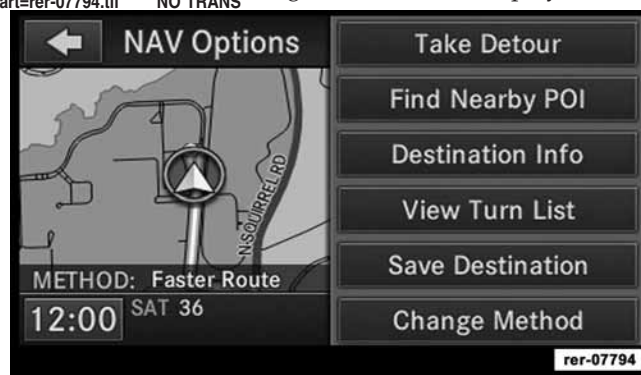 art=rer-07794.tif NO TRANS
NAV Options
Take Detour
Find Nearby POI
Destination Info
View Turn List
Save Destination
Change Method
N SQUIRREL RD
METHOD: Faster Route
12:00 SAT 36
rer-07794